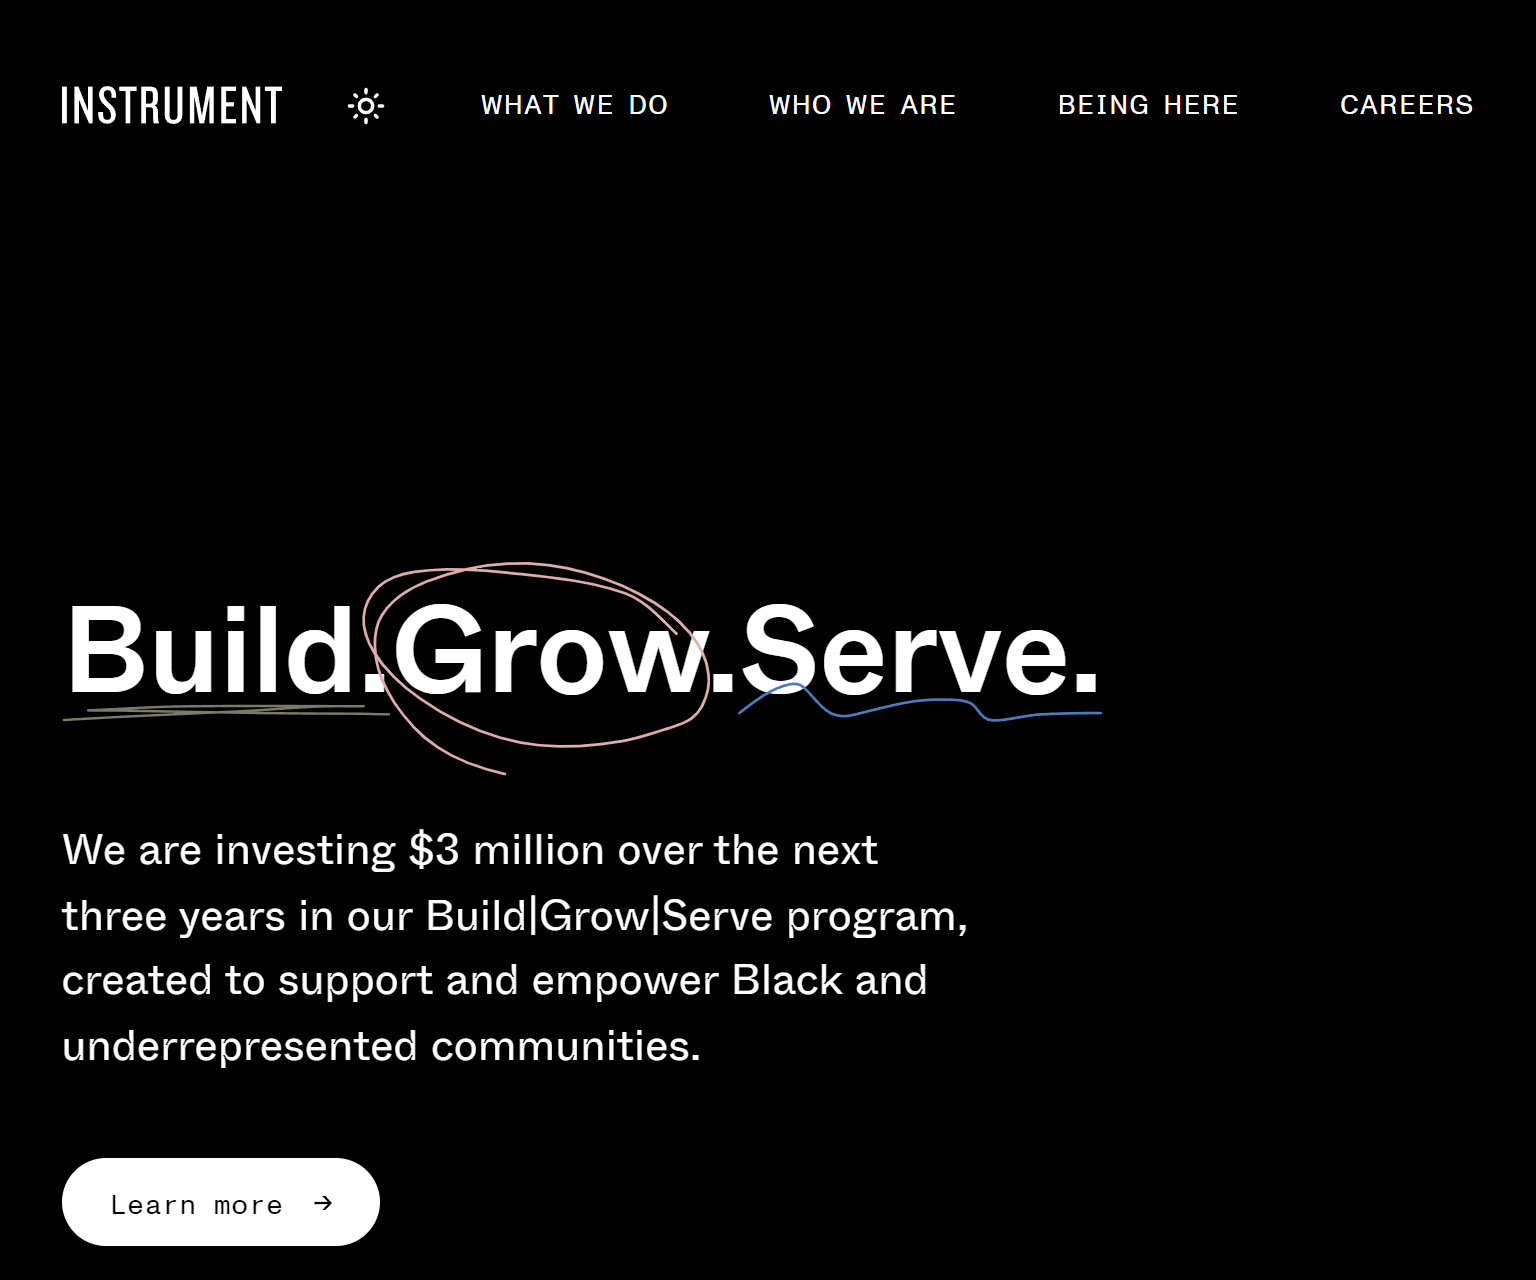 INSTRUMENT
WHAT WE DO
WHO WE ARE
BEING HERE
CAREERS
Build.Grow.Serve.
We are investing $3 million over the next
three years in our Build|Grow|Serve program,
created to support and empower Black and
underrepresented communities.
Learn more →